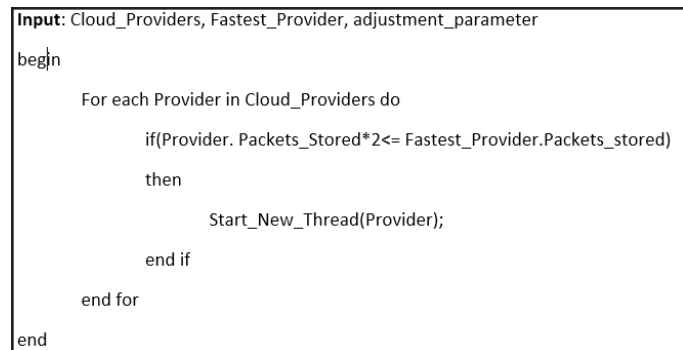 Input: Cloud_Providers, Fastest_Provider, adjustment_parameter
begin
For each Provider in Cloud_Providers do
if(Provider. Packets_Stored*2<= Fastest_Provider.Packets_stored)
then
Start_New_Thread(Provider);
end if
end for
end